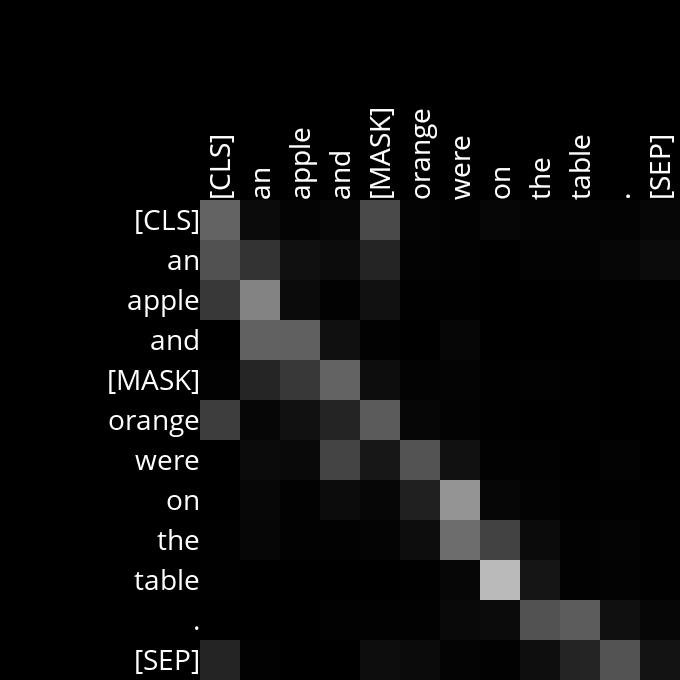 [CLS] an apple and [MASK] orange were on the table . [SEP]
[CLS]
an
apple
and
[MASK]
orange
were
on
the
table
.
[SEP]